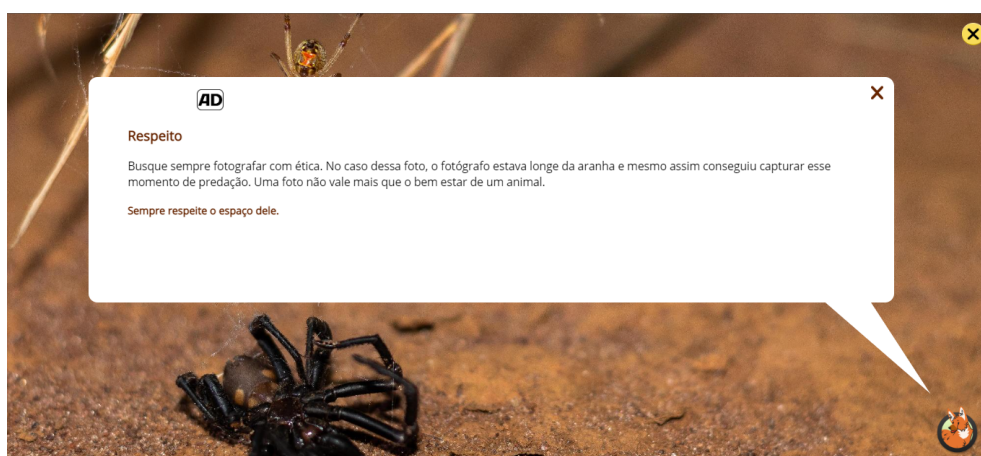 AD
Respeito
Busque sempre fotografar com ética. No caso dessa foto, o fotógrafo estava longe da aranha e mesmo assim conseguiu capturar esse
momento de predação. Uma foto não vale mais que o bem estar de um animal.
Sempre respeite o espaço dele.